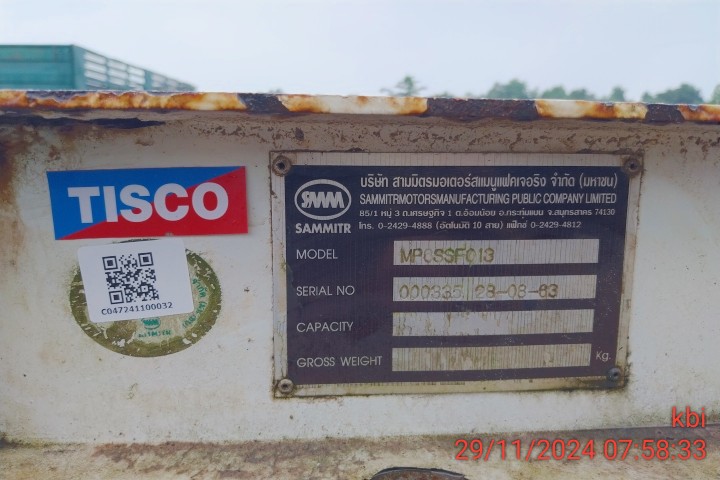 TISCO
C047241100032
SMM
SAMMITR
บริษัท สามมิตรมอเตอร์สแมนูแฟคเจอริง จำกัด (มหาชน)
SAMMITRMOTORSMANUFACTURING PUBLIC COMPANY LIMITED
85/1 หมู่ 3 ถ.เศรษฐกิจ 1 ต.อ้อมน้อย อ.กระทุ่มแบน จ.สมุทรสาคร 74130
โทร. 0-2429-4888 (อัตโนมัติ 10 สาย) แฟ็กซ์ 0-2429-4812
MODEL MP0SSF013
SERIAL NO 000335 28-08-63
CAPACITY
GROSS WEIGHT Kg.
kbi
29/11/2024 07:58:33